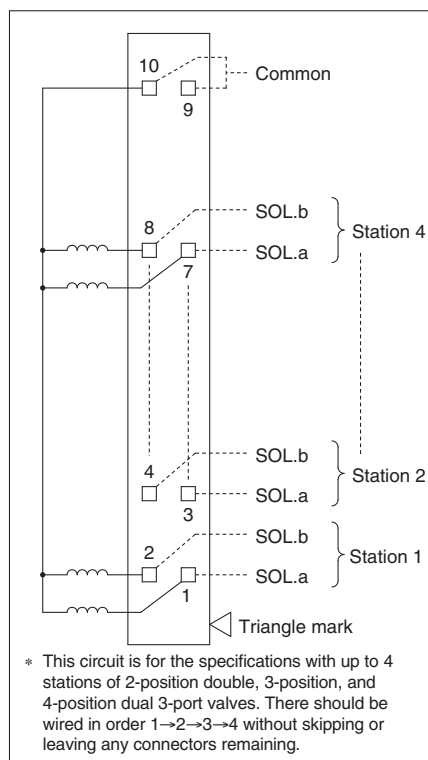 10
Common
9
8
SOL.b
Station 4
SOL.a
7
4
SOL.b
Station 2
SOL.a
3
2
SOL.b
Station 1
SOL.a
1
Triangle mark
* This circuit is for the specifications with up to 4
stations of 2-position double, 3-position, and
4-position dual 3-port valves. There should be
wired in order 1→2→3→4 without skipping or
leaving any connectors remaining.